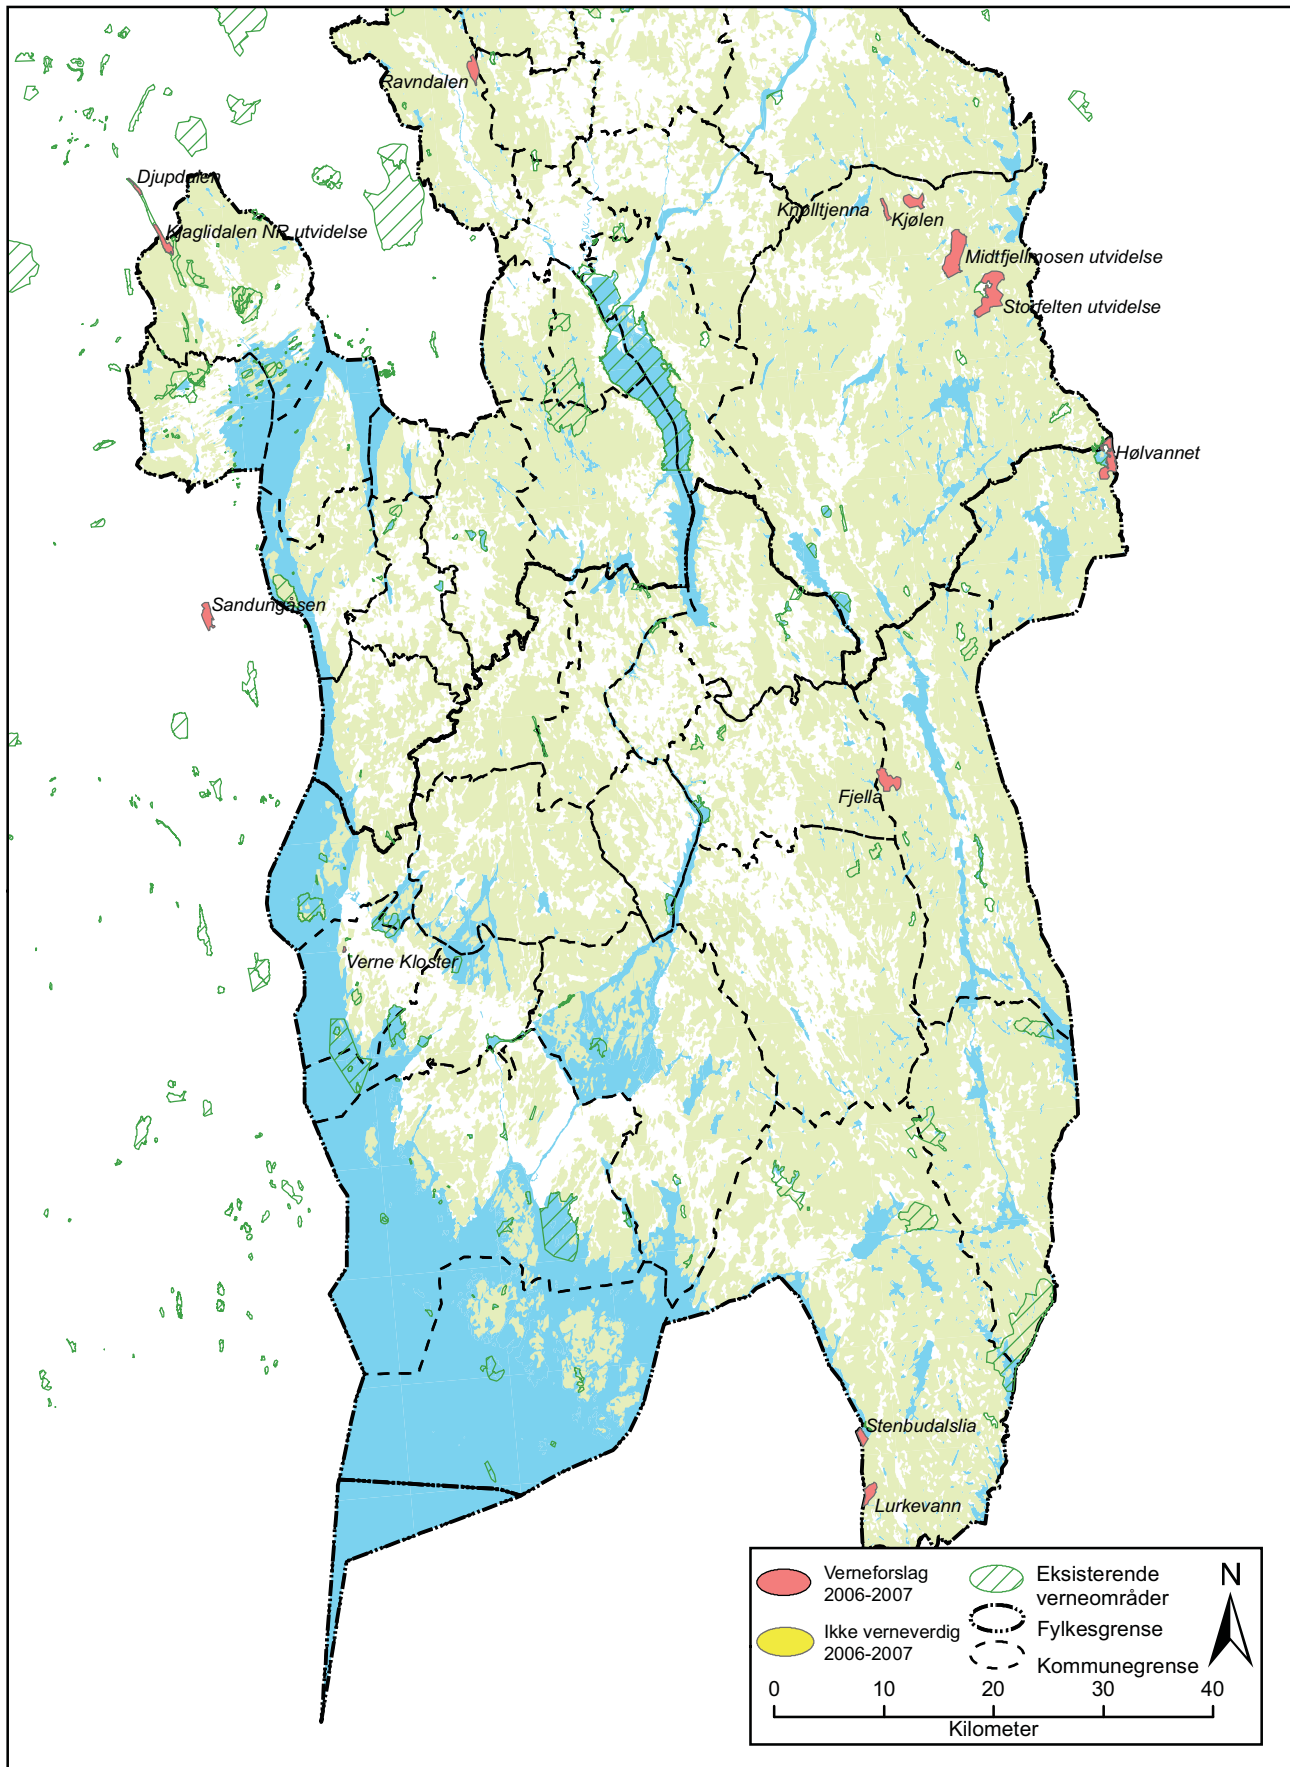 Ravndalen
Djupdalen
Kjaglidalen NR utvidelse
Knølltjenna
Kjølen
Midtfjellmosen utvidelse
Storfelten utvidelse
Hølvannet
Sandungåsen
Fjella
Verne Kloster
Stenbudalslia
Lurkevann
Verneforslag
2006-2007
Ikke verneverdig
2006-2007
Eksisterende
verneområder
Fylkesgrense
Kommunegrense
N
0 10 20 30 40
Kilometer